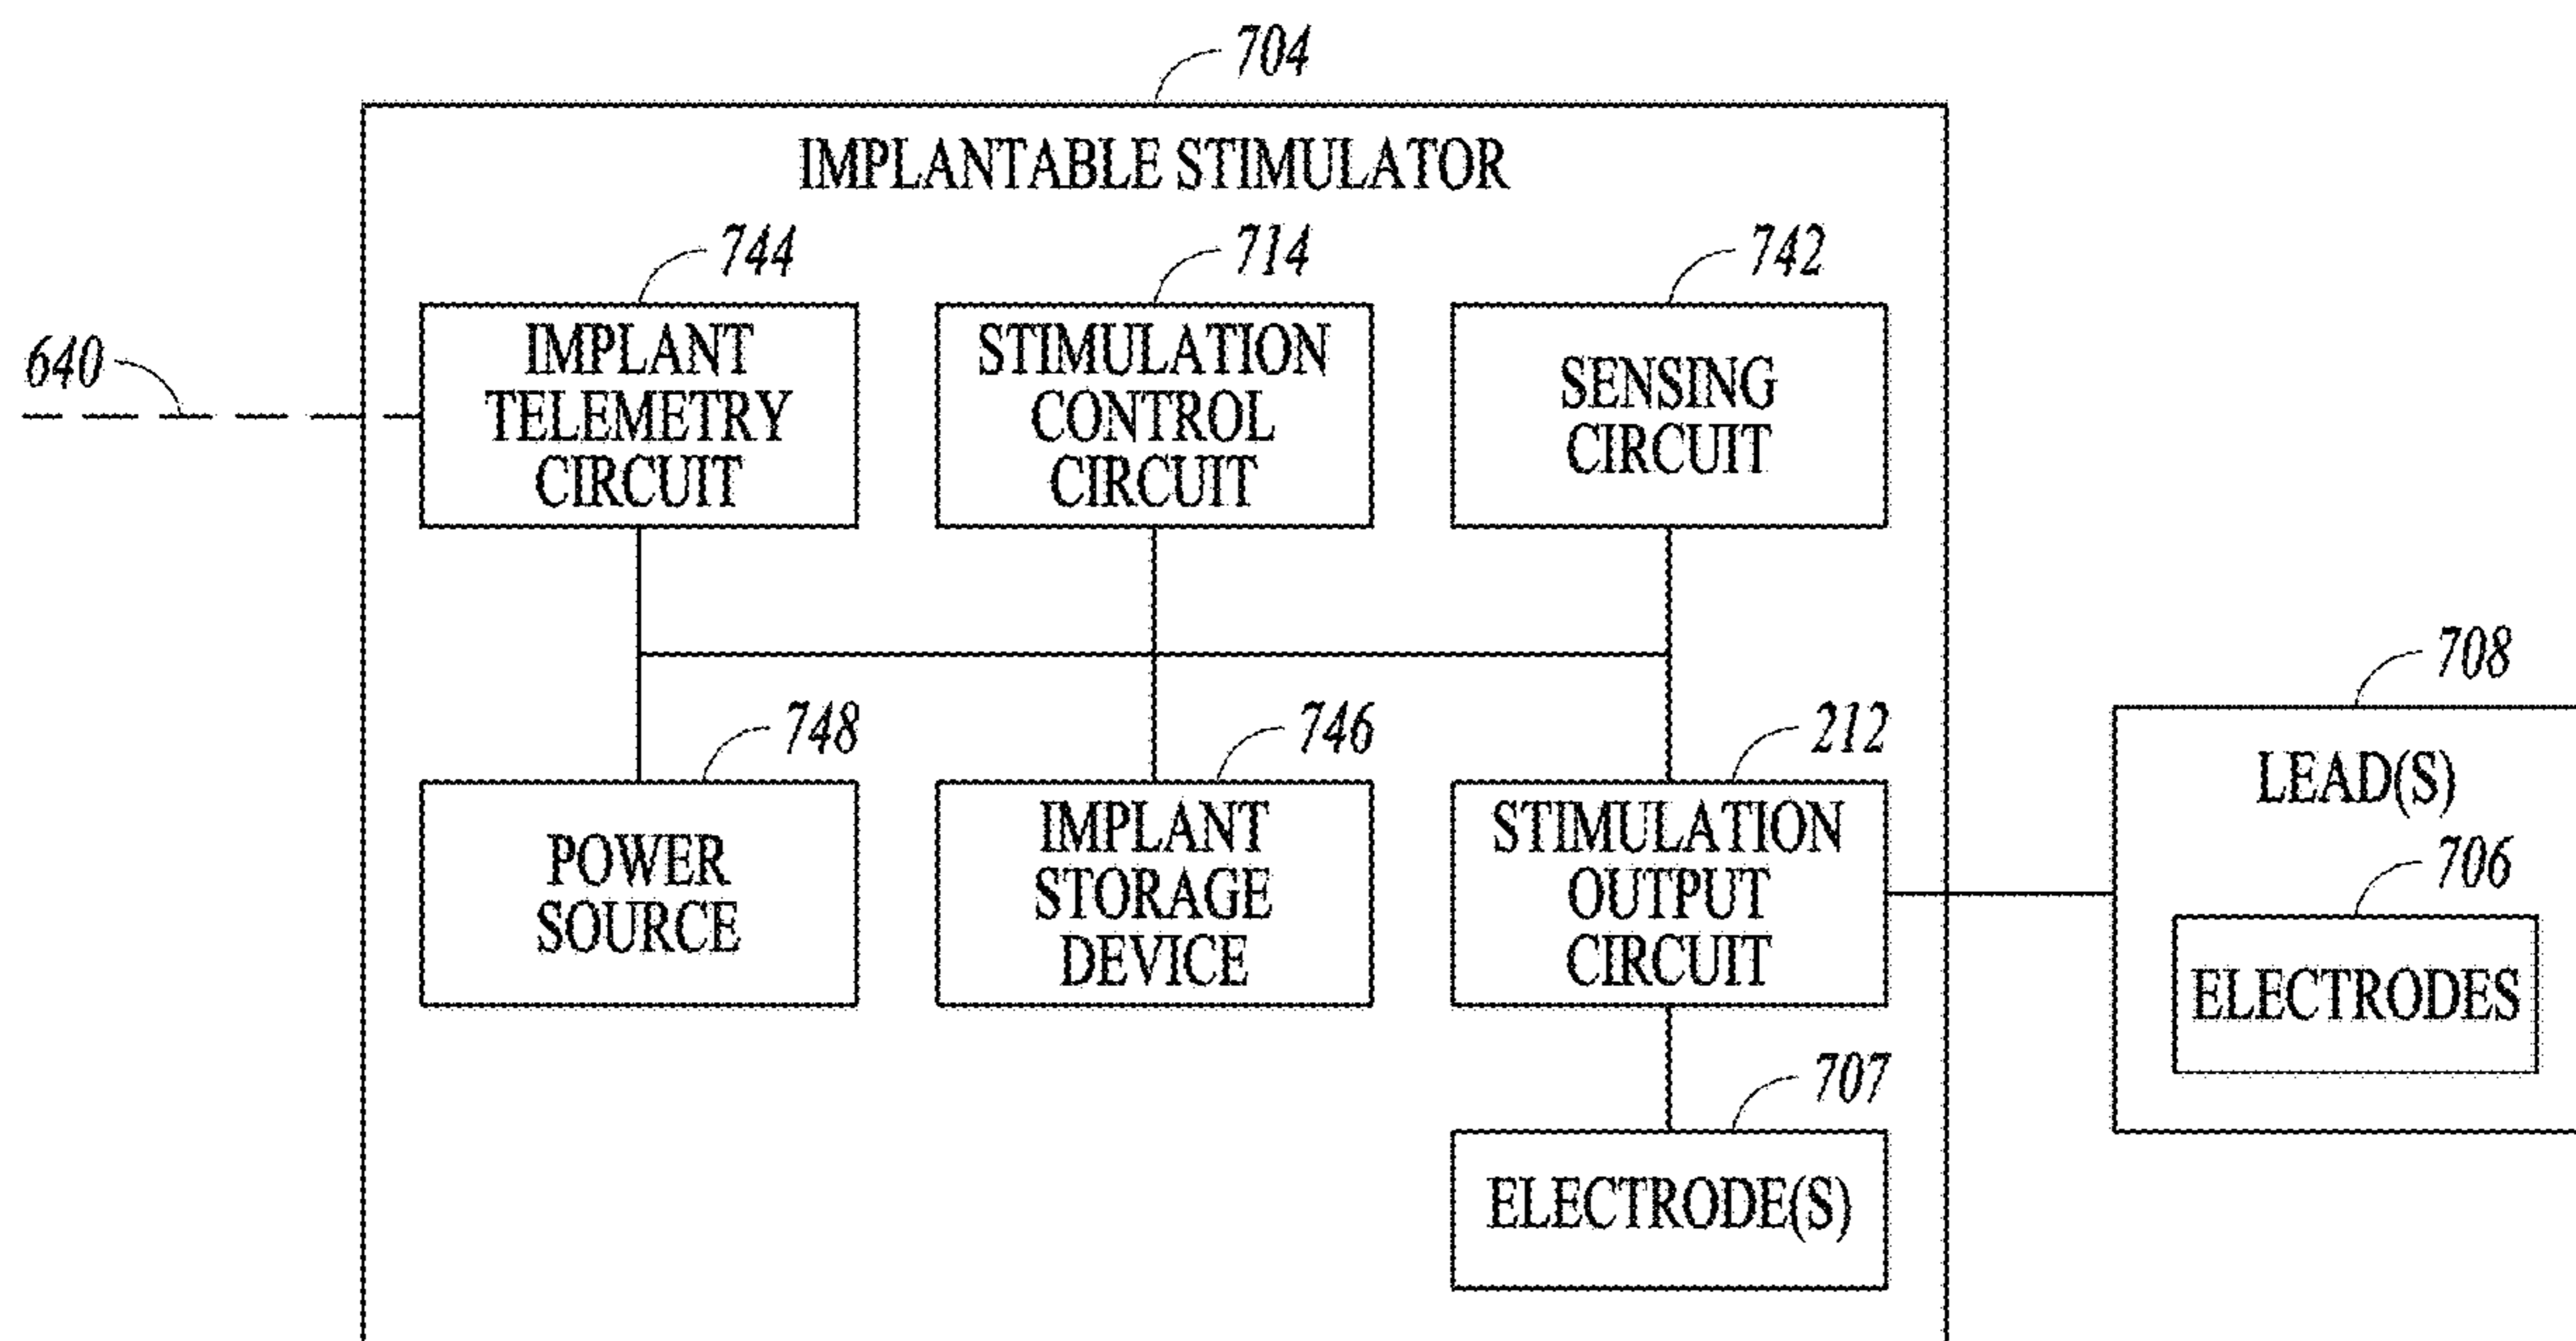 704
IMPLANTABLE STIMULATOR
744
714
742
640
IMPLANT
TELEMETRY
CIRCUIT
STIMULATION
CONTROL
CIRCUIT
SENSING
CIRCUIT
748
746
212
708
POWER
SOURCE
IMPLANT
STORAGE
DEVICE
STIMULATION
OUTPUT
CIRCUIT
LEAD(S)
706
ELECTRODES
707
ELECTRODE(S)